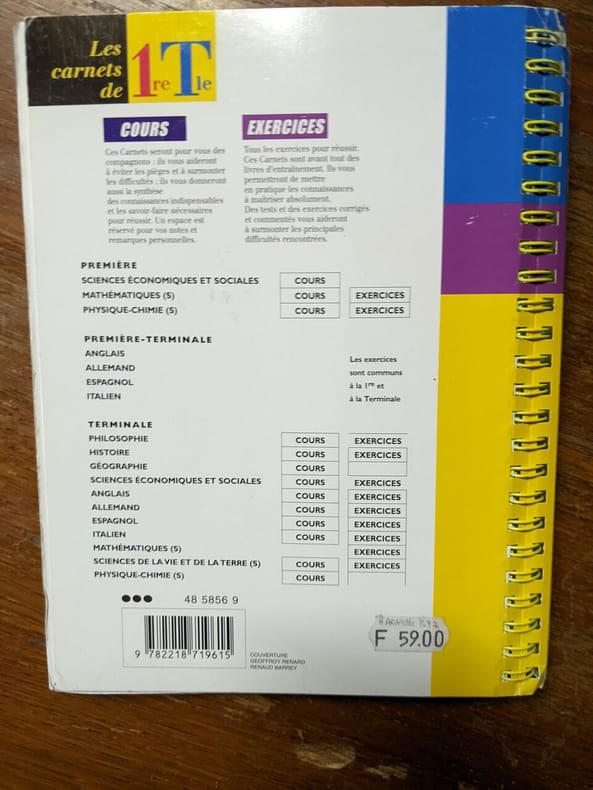 Les
carnets
de
1re Tle
COURS
Ces Carnets seront pour vous des
compagnons : ils vous aideront
à éviter les pièges et à surmonter
les difficultés ; ils vous donneront
aussi la synthèse
des connaissances indispensables
et les savoir-faire nécessaires
pour réussir. Un espace est
réservé pour vos notes et
remarques personnelles.
EXERCICES
Tous les exercices pour réussir.
Ces Carnets sont avant tout des
livres d'entraînement. Ils vous
permettront de mettre
en pratique les connaissances
à maîtriser absolument.
Des tests et des exercices corrigés
et commentés vous aideront
à surmonter les principales
difficultés rencontrées.
PREMIÈRE
SCIENCES ÉCONOMIQUES ET SOCIALES COURS
MATHÉMATIQUES (S) COURS EXERCICES
PHYSIQUE-CHIMIE (S) COURS EXERCICES
PREMIÈRE-TERMINALE
ANGLAIS
ALLEMAND
ESPAGNOL
ITALIEN
Les exercices
sont communs
à la 1re et
à la Terminale
TERMINALE
PHILOSOPHIE COURS EXERCICES
HISTOIRE COURS EXERCICES
GÉOGRAPHIE COURS
SCIENCES ÉCONOMIQUES ET SOCIALES COURS EXERCICES
ANGLAIS COURS EXERCICES
ALLEMAND COURS EXERCICES
ESPAGNOL COURS EXERCICES
ITALIEN COURS EXERCICES
MATHÉMATIQUES (S) EXERCICES
SCIENCES DE LA VIE ET DE LA TERRE (S) COURS EXERCICES
PHYSIQUE-CHIMIE (S) COURS
48 5856 9
9 782218 719615
COUVERTURE
GEOFFROY RENARD
RENAUD BARREY
F 59.00